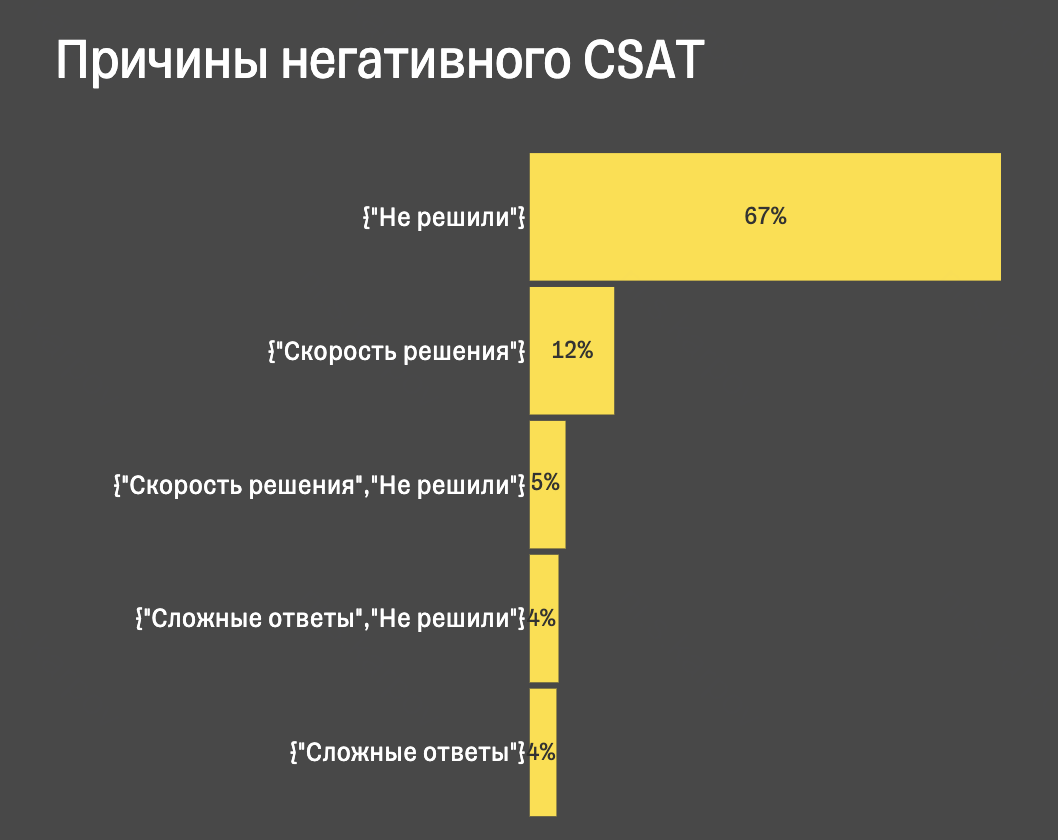 Причины негативного CSAT
{"Не решили"}
67%
{"Скорость решения"}
12%
{"Скорость решения","Не решили"}
5%
{"Сложные ответы","Не решили"}
4%
{"Сложные ответы"}
4%